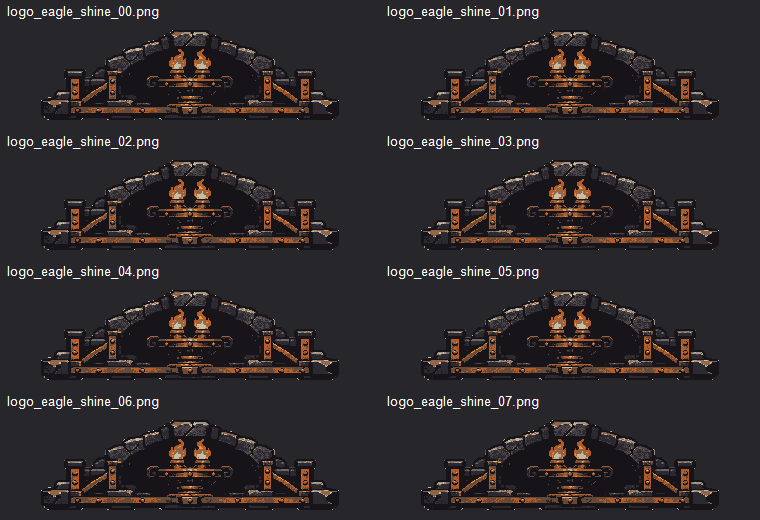 logo_eagle_shine_00.png
logo_eagle_shine_01.png
logo_eagle_shine_02.png
logo_eagle_shine_03.png
logo_eagle_shine_04.png
logo_eagle_shine_05.png
logo_eagle_shine_06.png
logo_eagle_shine_07.png